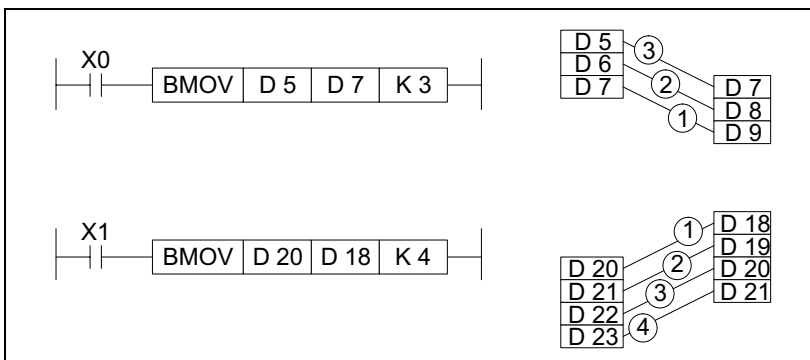 X0
BMOV D 5 D 7 K 3
D 5
D 6
D 7
3
2
1
D 7
D 8
D 9
X1
BMOV D 20 D 18 K 4
D 20
D 21
D 22
D 23
1
2
3
4
D 18
D 19
D 20
D 21